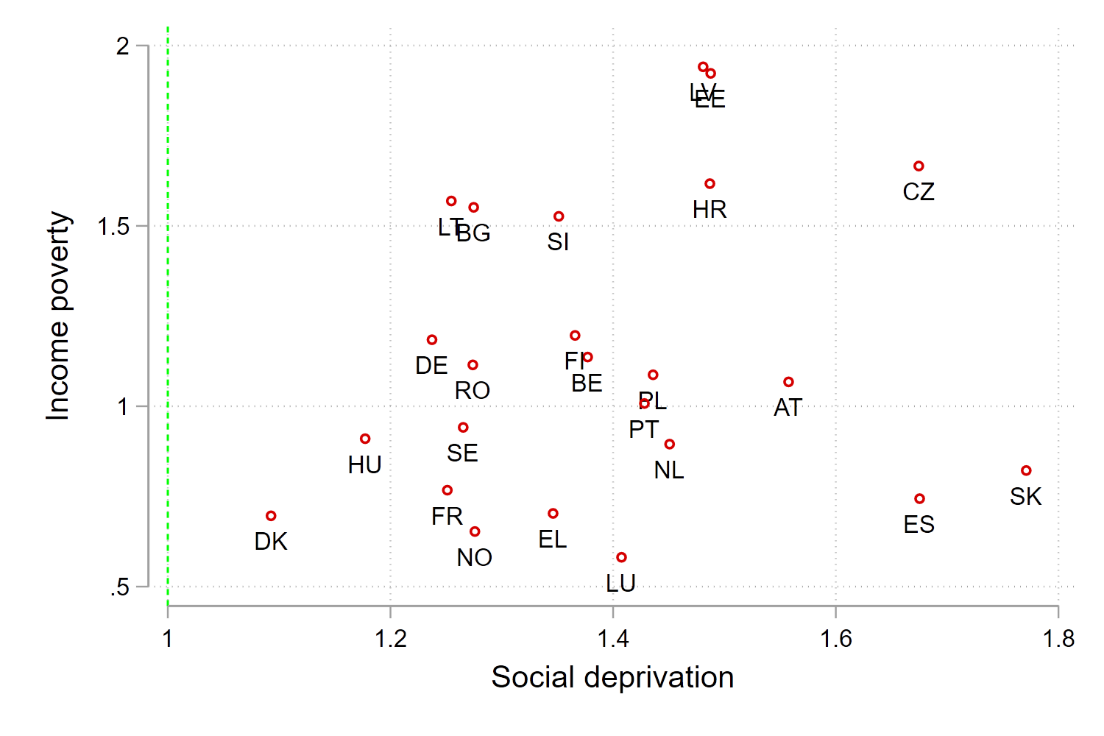 2
1.5
1
.5
Income poverty
LV
EE
CZ
HR
LT
BG
SI
DE
FI
RO
BE
PL
AT
PT
SE
HU
NL
SK
FR
ES
DK
EL
NO
LU
1
1.2
1.4
1.6
1.8
Social deprivation